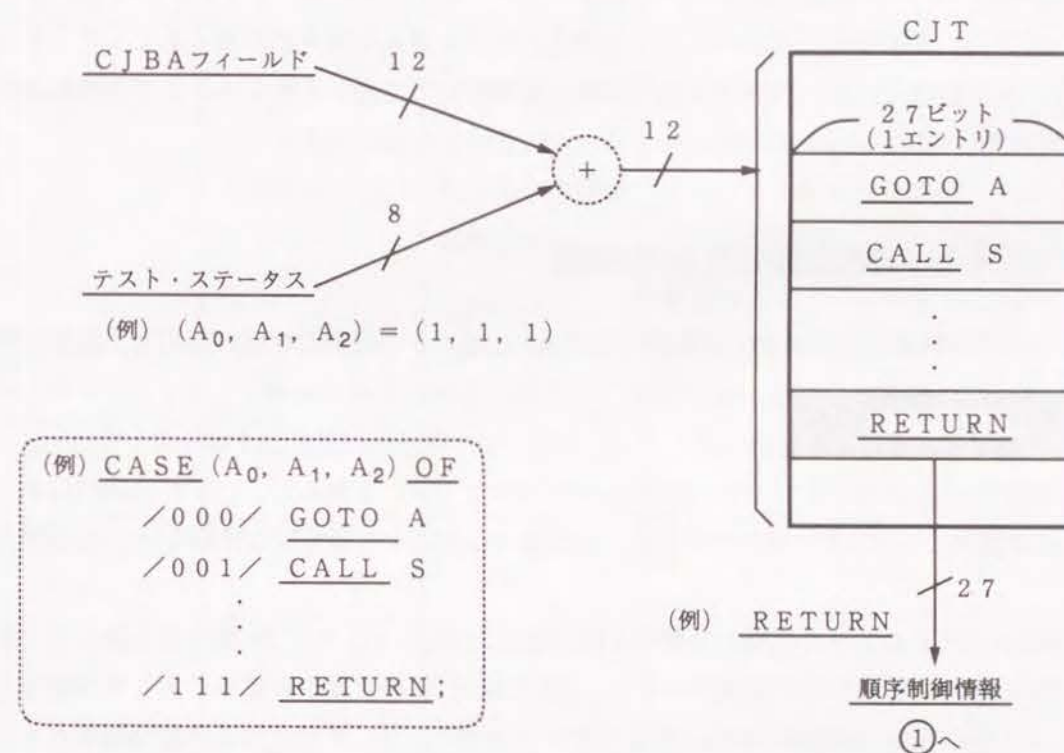 CJT
CJBAフィールド
12
27ビット
(1エントリ)
12
+
GOTO A
8
CALL S
テスト・ステータス
(例) (A₀, A₁, A₂) = (1, 1, 1)
RETURN
(例) CASE (A₀, A₁, A₂) OF
/000/ GOTO A
/001/ CALL S
/111/ RETURN;
27
(例) RETURN
順序制御情報
①~